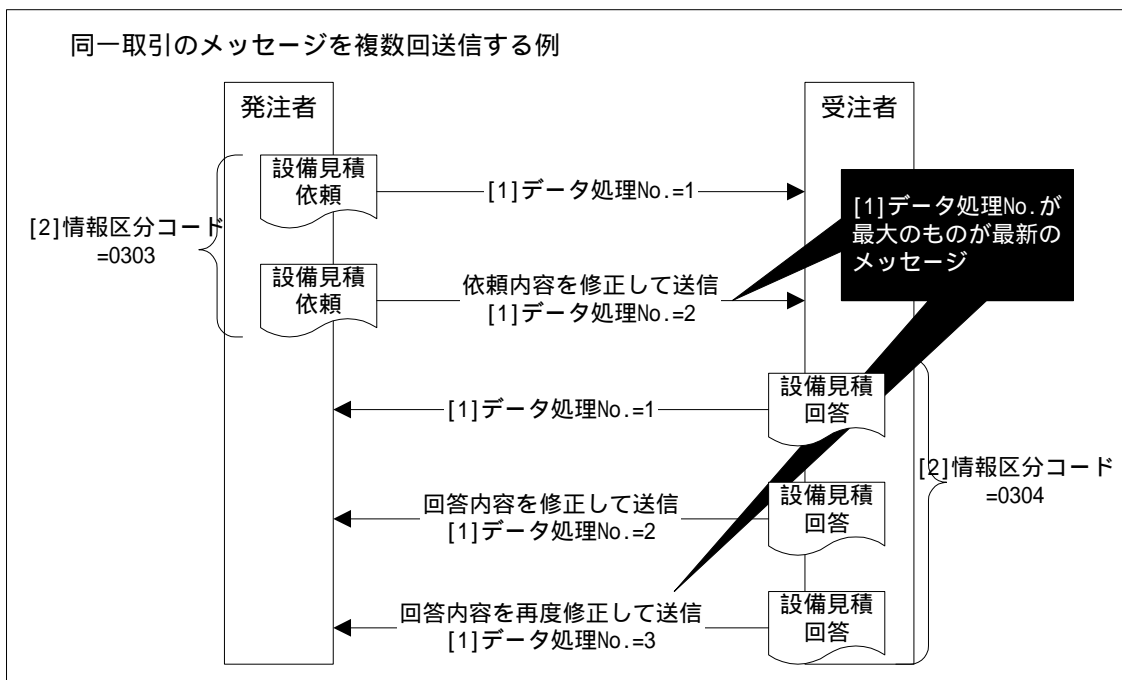 同一取引のメッセージを複数回送信する例
発注者
受注者
設備見積
依頼
[1]データ処理No.=1
[2]情報区分コード
=0303
[1]データ処理No.が
最大のものが最新の
メッセージ
設備見積
依頼
依頼内容を修正して送信
[1]データ処理No.=2
設備見積
回答
[1]データ処理No.=1
[2]情報区分コード
=0304
設備見積
回答
回答内容を修正して送信
[1]データ処理No.=2
設備見積
回答
回答内容を再度修正して送信
[1]データ処理No.=3